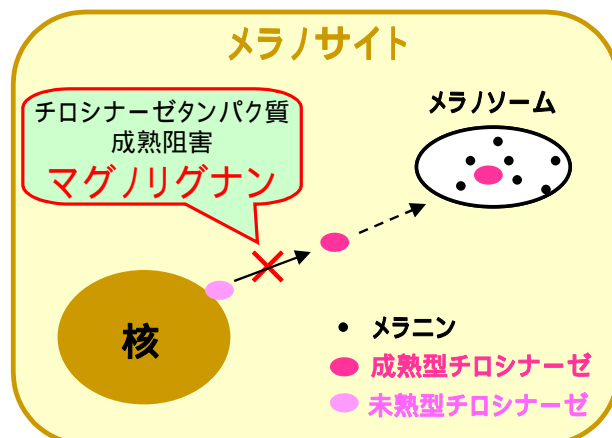 メラノサイト
チロシナーゼタンパク質
成熟阻害
マグノリグナン
メラノソーム
核
メラニン
成熟型チロシナーゼ
未熟型チロシナーゼ